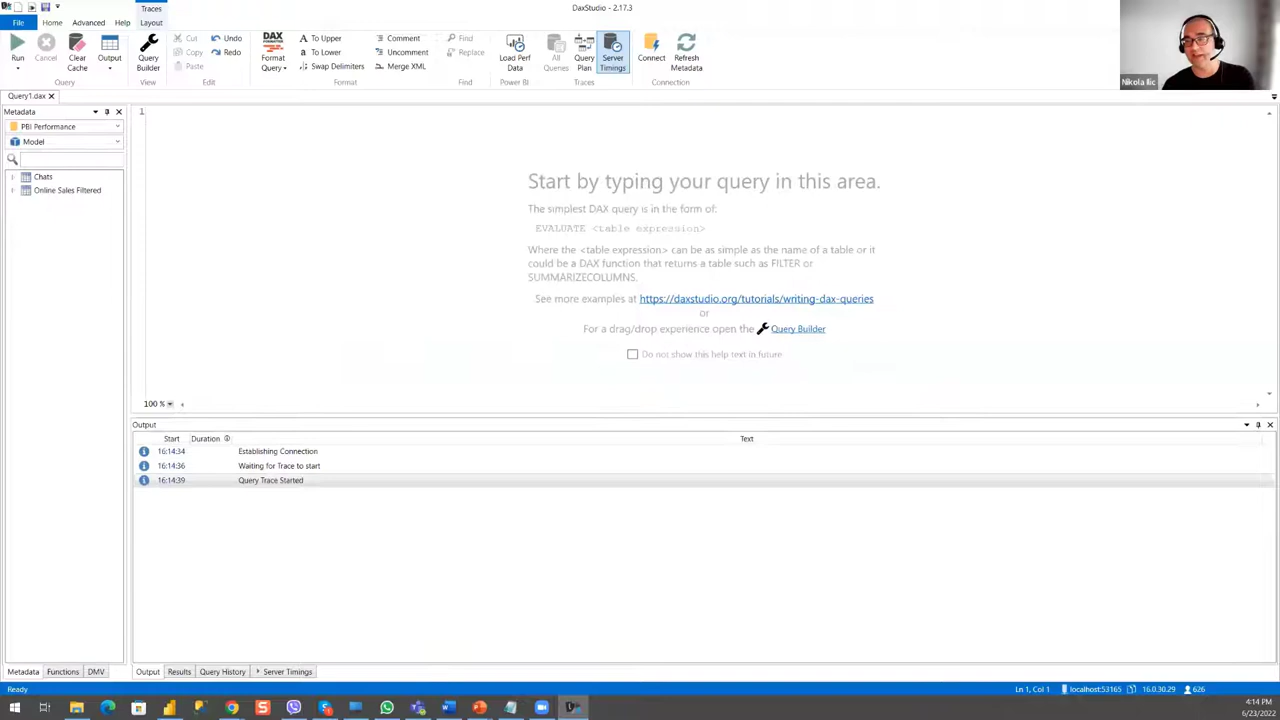 Traces
DaxStudio - 2.17.3
File
Home
Advanced
Help
Layout
Run
Cancel
Clear Cache
Output
Query
Query Builder
View
Cut
Copy
Paste
Undo
Redo
Edit
DAX
Format Query
To Upper
To Lower
Swap Delimiters
Format
Comment
Uncomment
Merge XML
Find
Replace
Find
Load Perf Data
Power BI
All Queries
Query Plan
Server Timings
Traces
Connect
Refresh Metadata
Connection
Nikola Ilic
Query1.dax
Metadata
PBI Performance
Model
Chats
Online Sales Filtered
1
Start by typing your query in this area.
The simplest DAX query is in the form of:
EVALUATE <table expression>
Where the <table expression> can be as simple as the name of a table or it
could be a DAX function that returns a table such as FILTER or
SUMMARIZECOLUMNS.
See more examples at https://daxstudio.org/tutorials/writing-dax-queries
or
For a drag/drop experience open the Query Builder
Do not show this help text in future
100 %
Output
Start Duration Text
16:14:34 Establishing Connection
16:14:36 Waiting for Trace to start
16:14:39 Query Trace Started
Metadata Functions DMV
Output Results Query History Server Timings
Ready
Ln 1, Col 1 localhost:53165 16.0.30.29 626
4:14 PM
6/23/2022